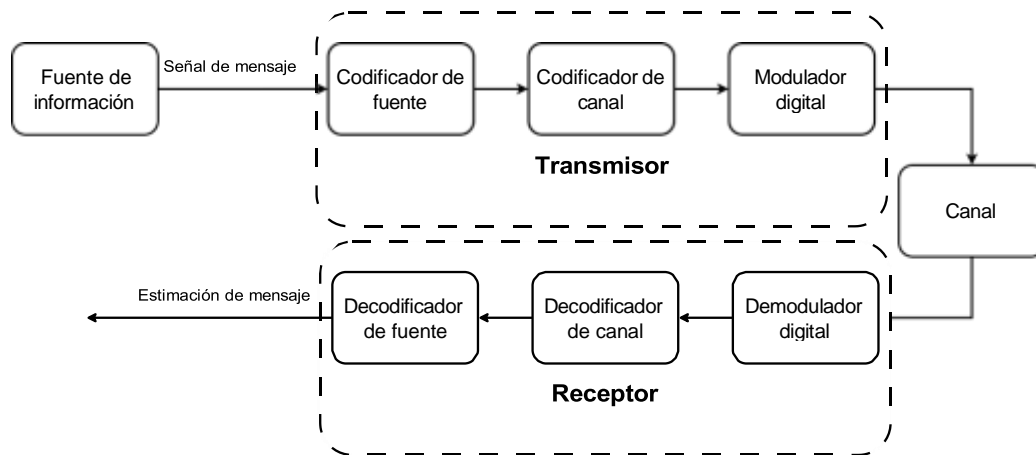 Fuente de
información
Señal de mensaje
Codificador de
fuente
Codificador de
canal
Modulador
digital
Transmisor
Canal
Estimación de mensaje
Decodificador
de fuente
Decodificador
de canal
Demodulador
digital
Receptor